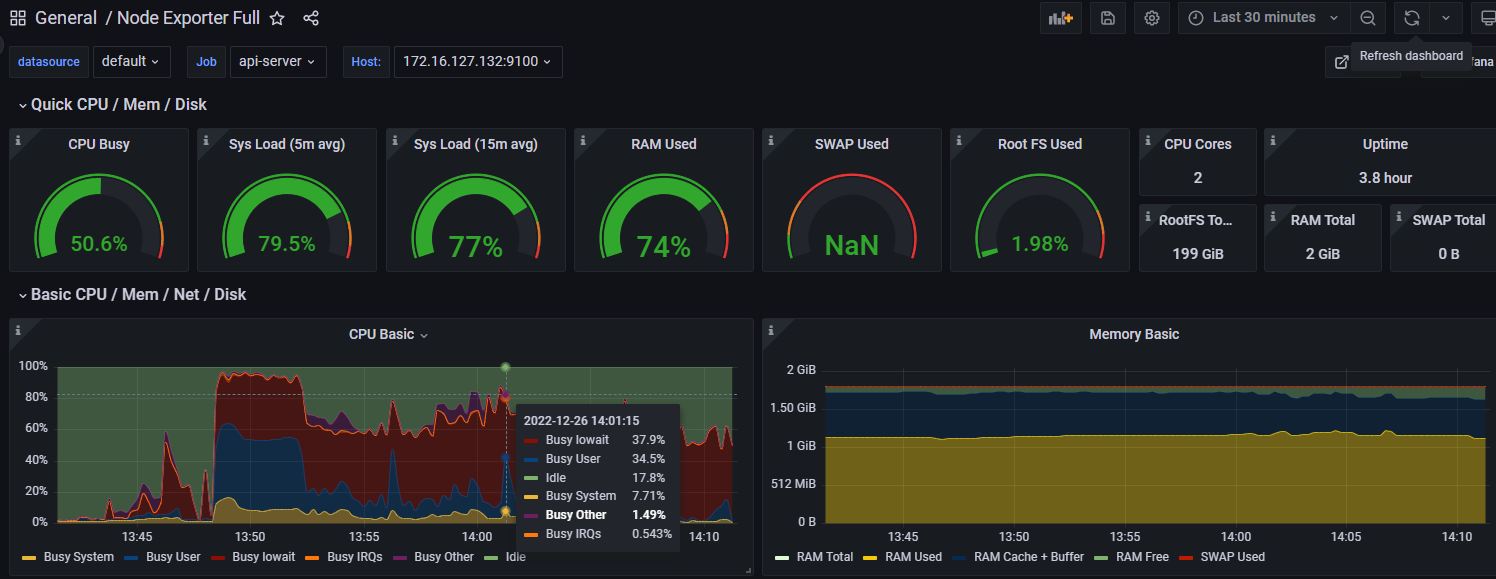 General / Node Exporter Full
Last 30 minutes
Refresh dashboard
datasource default Job api-server Host: 172.16.127.132:9100
Quick CPU / Mem / Disk
CPU Busy
50.6%
Sys Load (5m avg)
79.5%
Sys Load (15m avg)
77%
RAM Used
74%
SWAP Used
NaN
Root FS Used
1.98%
CPU Cores
2
Uptime
3.8 hour
RootFS To...
199 GiB
RAM Total
2 GiB
SWAP Total
0 B
Basic CPU / Mem / Net / Disk
CPU Basic
100%
80%
60%
40%
20%
0%
13:45 13:50 13:55 14:00 14:10
2022-12-26 14:01:15
Busy Iowait 37.9%
Busy User 34.5%
Idle 17.8%
Busy System 7.71%
Busy Other 1.49%
Busy IRQs 0.543%
Busy System Busy User Busy Iowait Busy IRQs Busy Other Idle
Memory Basic
2 GiB
1.50 GiB
1 GiB
512 MiB
0 B
13:45 13:50 13:55 14:00 14:05 14:10
RAM Total RAM Used RAM Cache + Buffer RAM Free SWAP Used